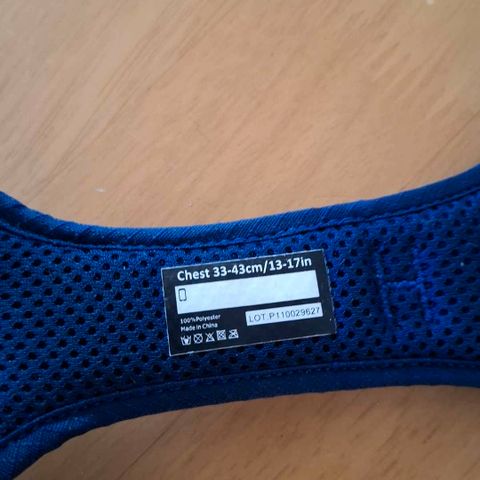 Chest 33-43cm/13-17in
100%Polyester
Made in China
LOT:P110029627